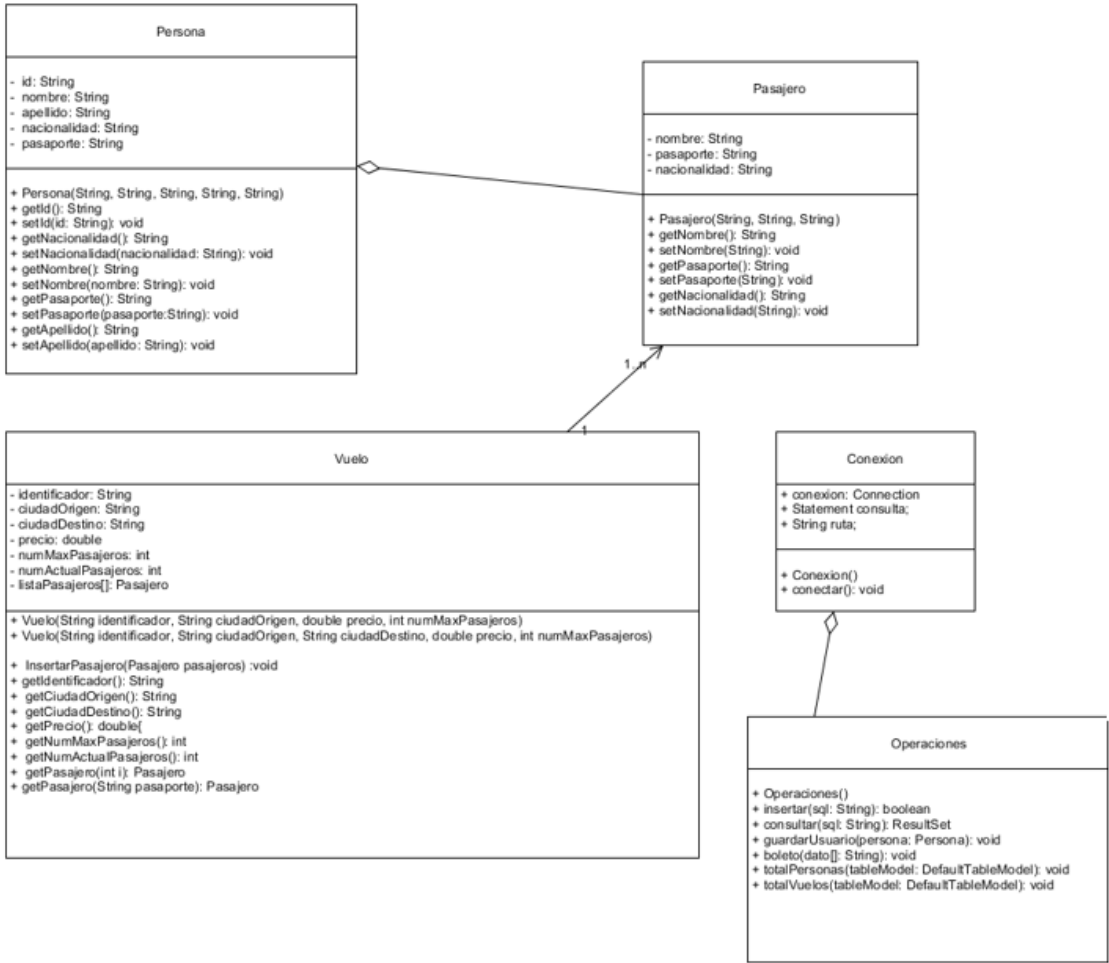 Persona
- id: String
- nombre: String
- apellido: String
- nacionalidad: String
- pasaporte: String
+ Persona(String, String, String, String, String)
+ getId(): String
+ setId(id: String): void
+ getNacionalidad(): String
+ setNacionalidad(nacionalidad: String): void
+ getNombre(): String
+ setNombre(nombre: String): void
+ getPasaporte(): String
+ setPasaporte(pasaporte:String): void
+ getApellido(): String
+ setApellido(apellido: String): void
Pasajero
- nombre: String
- pasaporte: String
- nacionalidad: String
+ Pasajero(String, String, String)
+ getNombre(): String
+ setNombre(String): void
+ getPasaporte(): String
+ setPasaporte(String): void
+ getNacionalidad(): String
+ setNacionalidad(String): void
1..n
1
Vuelo
- identificador: String
- ciudadOrigen: String
- ciudadDestino: String
- precio: double
- numMaxPasajeros: int
- numActualPasajeros: int
- listaPasajeros[]: Pasajero
+ Vuelo(String identificador, String ciudadOrigen, double precio, int numMaxPasajeros)
+ Vuelo(String identificador, String ciudadOrigen, String ciudadDestino, double precio, int numMaxPasajeros)
+ InsertarPasajero(Pasajero pasajeros) :void
+ getIdentificador(): String
+ getCiudadOrigen(): String
+ getCiudadDestino(): String
+ getPrecio(): double{
+ getNumMaxPasajeros(): int
+ getNumActualPasajeros(): int
+ getPasajero(int i): Pasajero
+ getPasajero(String pasaporte): Pasajero
Conexion
+ conexion: Connection
+ Statement consulta;
+ String ruta;
+ Conexion()
+ conectar(): void
Operaciones
+ Operaciones()
+ insertar(sql: String): boolean
+ consultar(sql: String): ResultSet
+ guardarUsuario(persona: Persona): void
+ boleto(dato[]: String): void
+ totalPersonas(tableModel: DefaultTableModel): void
+ totalVuelos(tableModel: DefaultTableModel): void